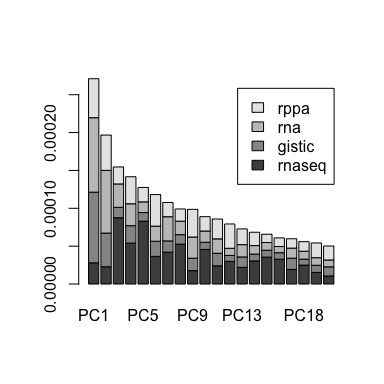 rppa
rna
gistic
rnaseq
0.00020
0.00010
0.00000
PC1 PC5 PC9 PC13 PC18